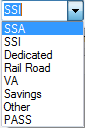 SSI
SSA
SSI
Dedicated
Rail Road
VA
Savings
Other
PASS